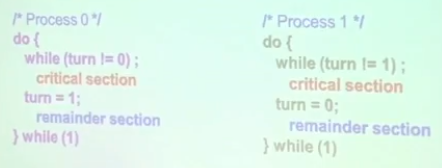 /* Process 0 */
do {
while (turn != 0) ;
critical section
turn = 1;
remainder section
} while (1)
/* Process 1 */
do {
while (turn != 1) ;
critical section
turn = 0;
remainder section
} while (1)